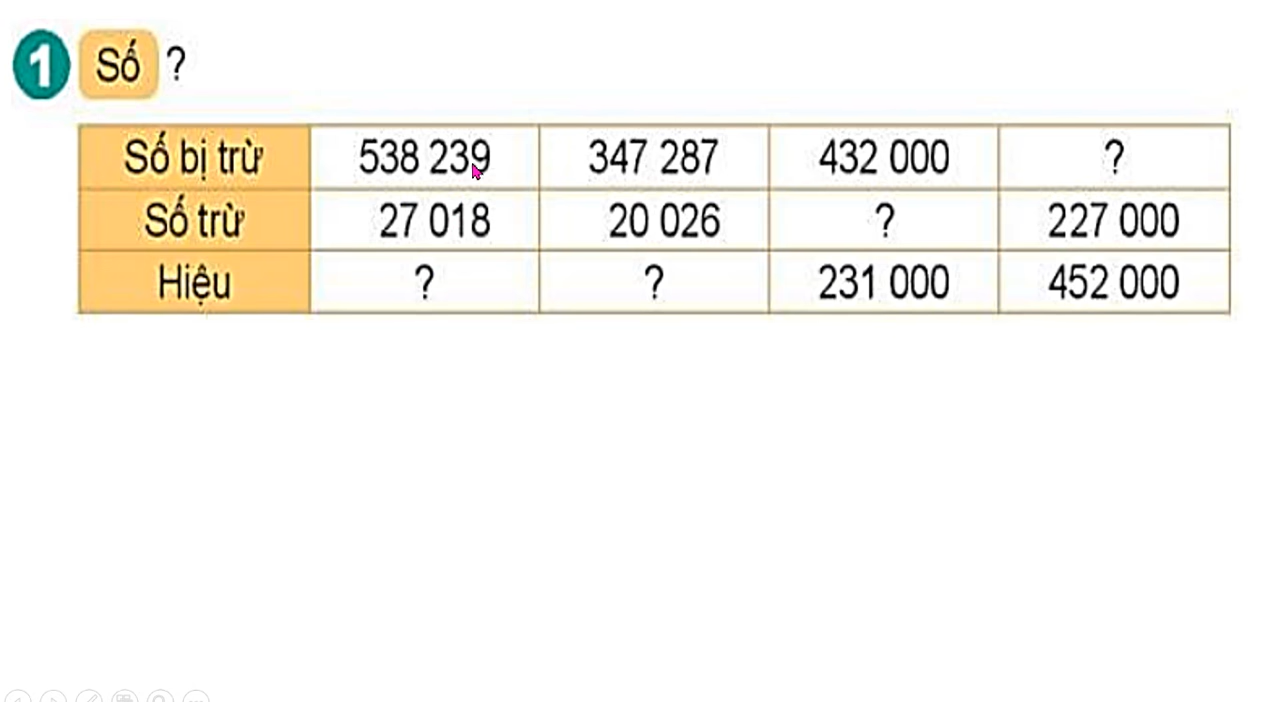 1 Số ?
Số bị trừ 538 239 347 287 432 000 ?
Số trừ 27 018 20 026 ? 227 000
Hiệu ? ? 231 000 452 000